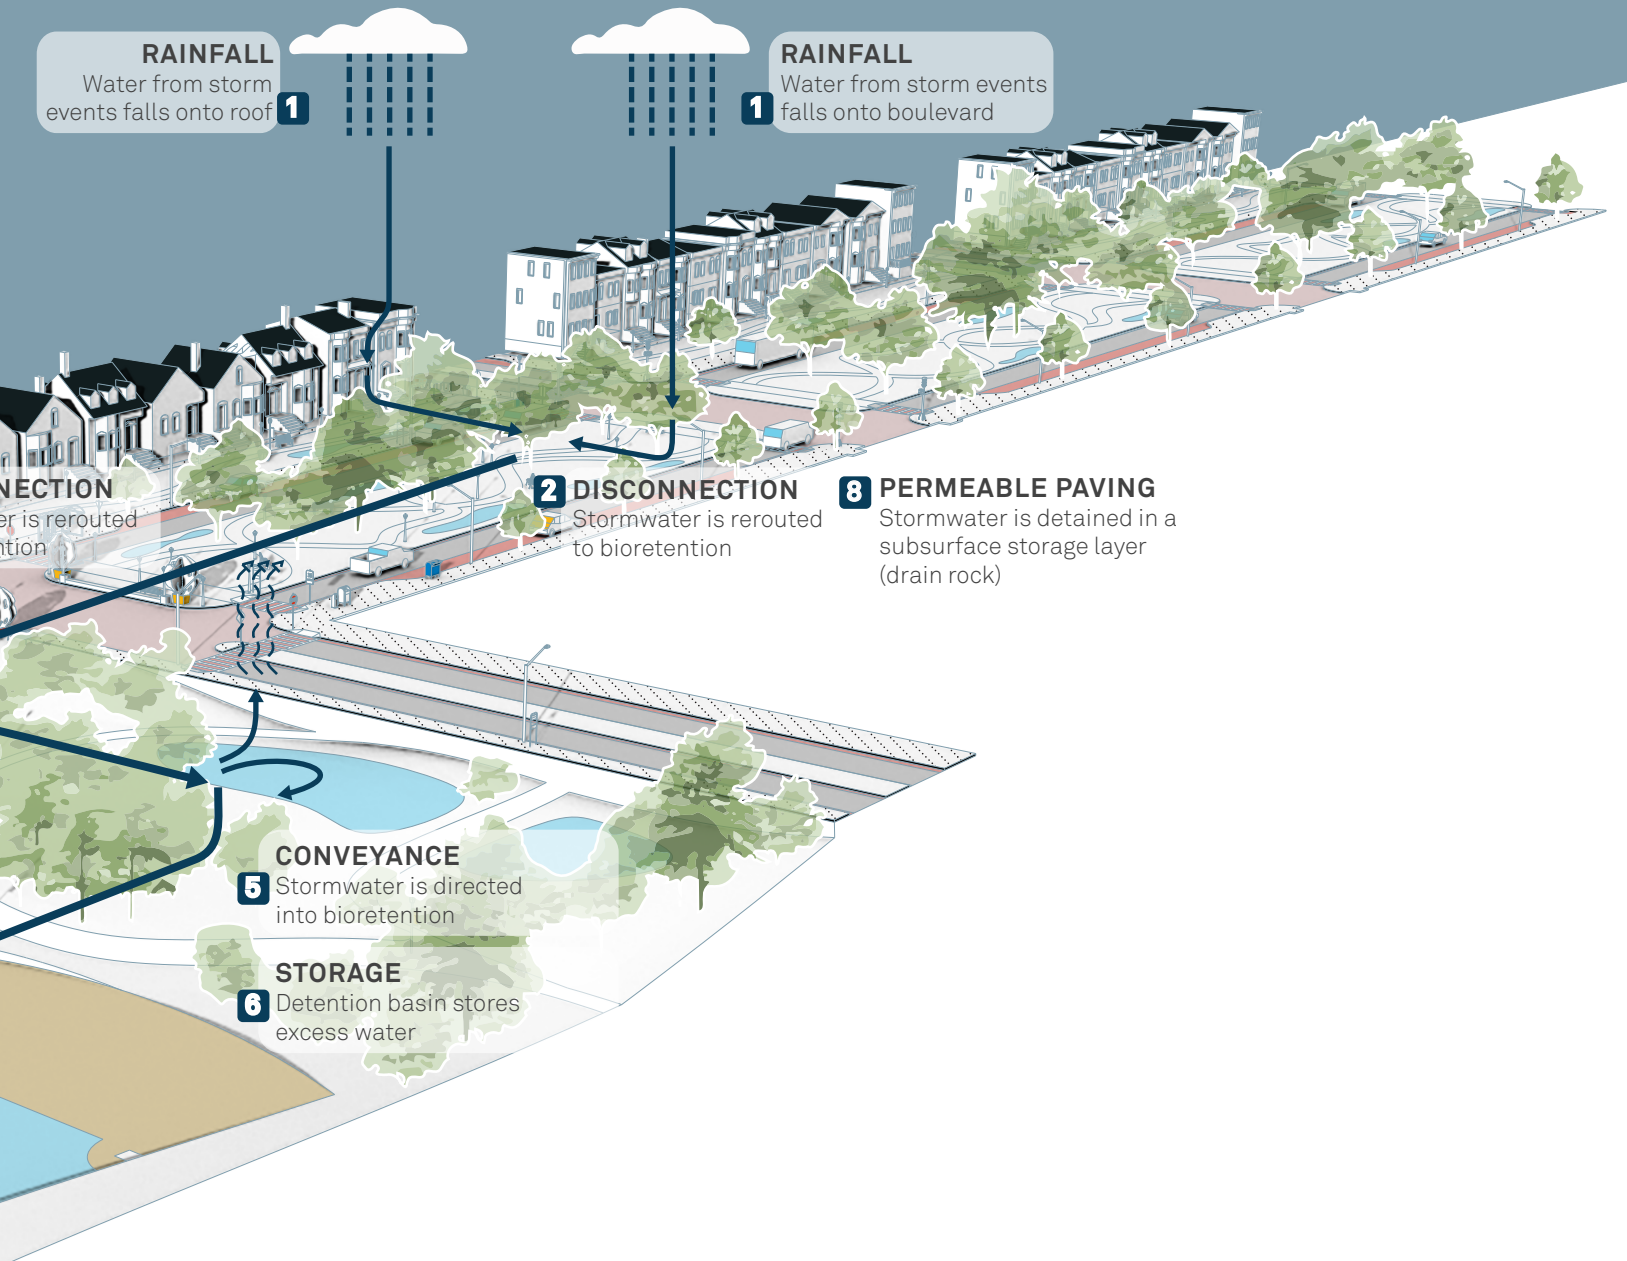 RAINFALL
Water from storm
events falls onto roof
1
RAINFALL
1
Water from storm events
falls onto boulevard
NECTION
er is rerouted
ntion
2 DISCONNECTION
Stormwater is rerouted
to bioretention
8 PERMEABLE PAVING
Stormwater is detained in a
subsurface storage layer
(drain rock)
CONVEYANCE
5 Stormwater is directed
into bioretention
STORAGE
6 Detention basin stores
excess water